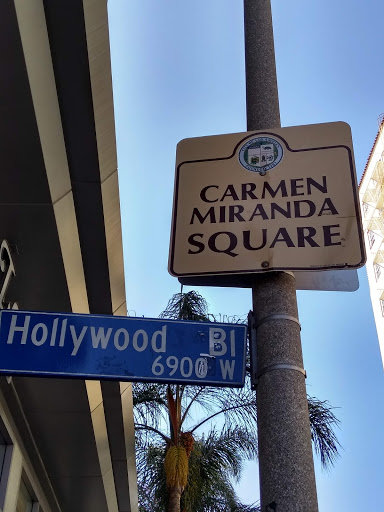 CARMEN
MIRANDA
SQUARE
Hollywood Bl
6900 W